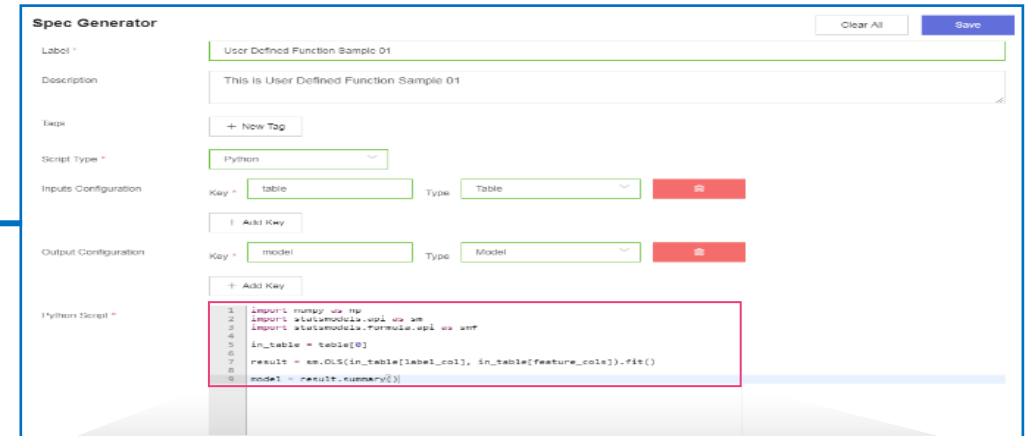 Spec Generator
Clear All
Save
Label *
User Defined Function Sample 01
Description
This is User Defined Function Sample 01
Tags
+ New Tag
Script Type *
Python
Inputs Configuration
Key *
table
Type
Table
+ Add Key
Output Configuration
Key *
model
Type
Model
+ Add Key
Python Script *
1 import numpy as np
2 import statsmodels.api as sm
3 import statsmodels.formula.api as smf
4
5 in_table = table[0]
6
7 result = sm.OLS(in_table[label_col], in_table[feature_cols]).fit()
8
9 model = result.summary()